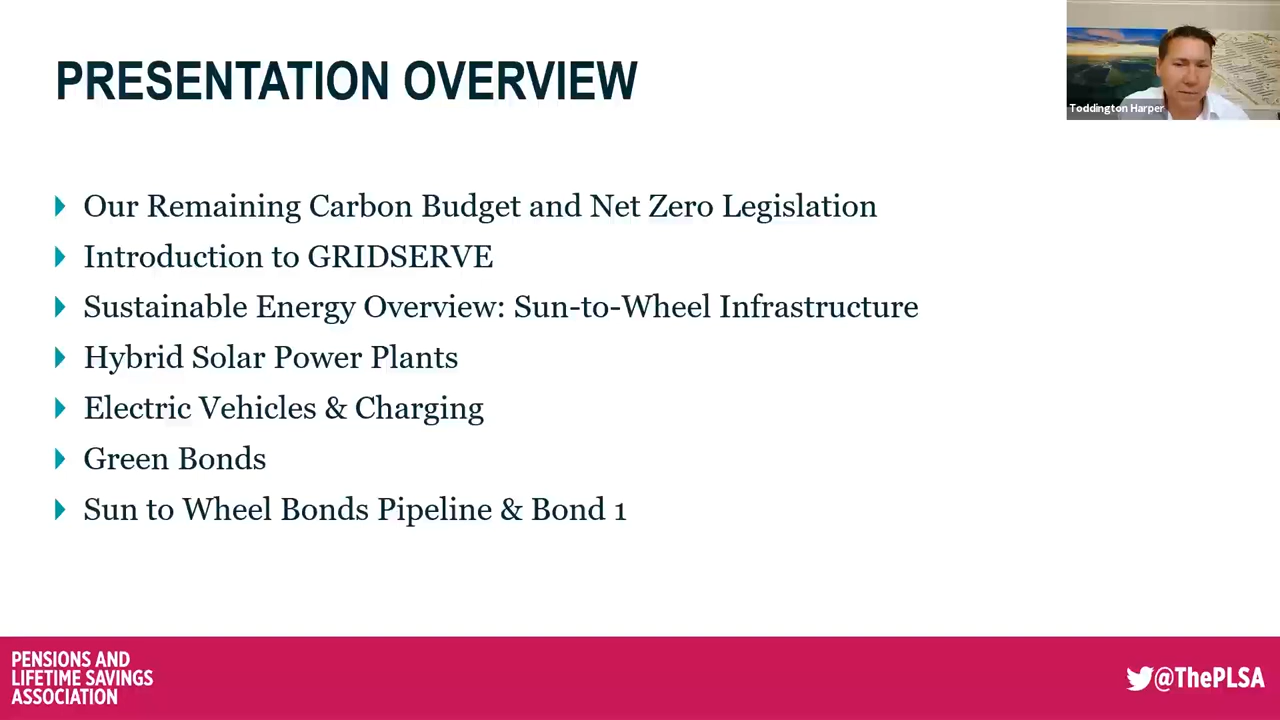 PRESENTATION OVERVIEW
Toddington Harper
Our Remaining Carbon Budget and Net Zero Legislation
Introduction to GRIDSERVE
Sustainable Energy Overview: Sun-to-Wheel Infrastructure
Hybrid Solar Power Plants
Electric Vehicles & Charging
Green Bonds
Sun to Wheel Bonds Pipeline & Bond 1
PENSIONS AND
LIFETIME SAVINGS
ASSOCIATION
@ThePLSA